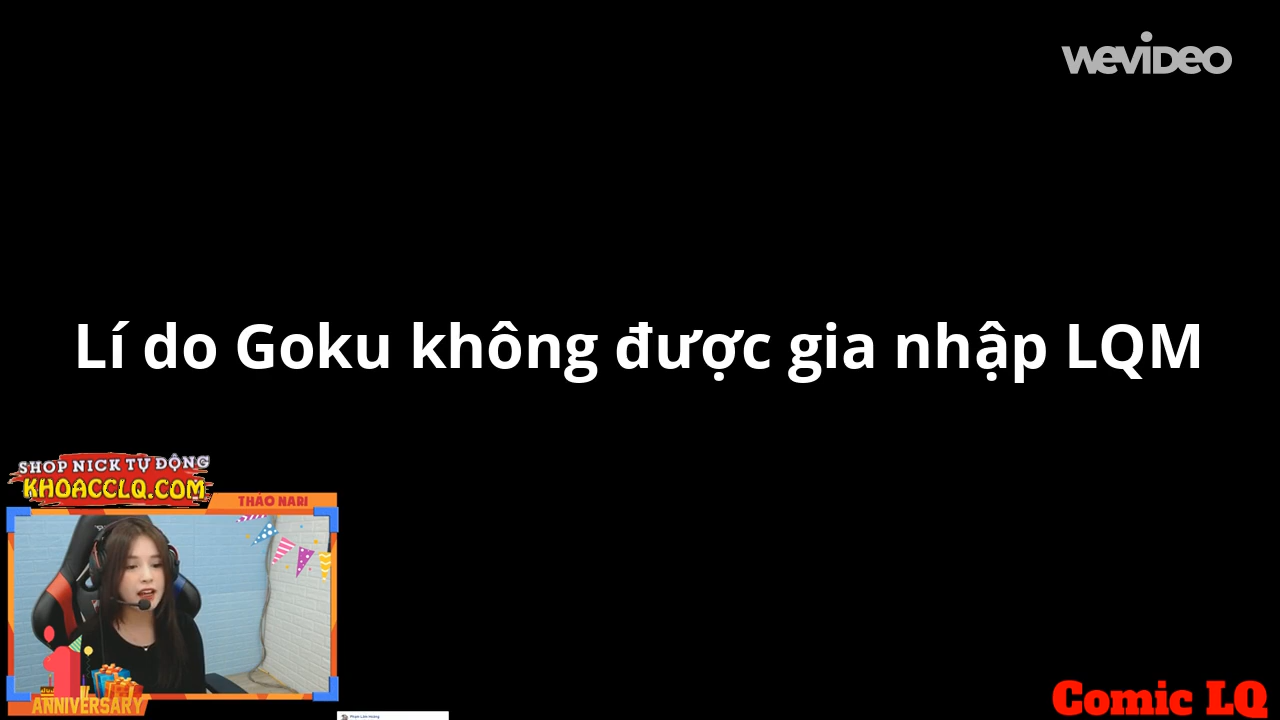 WEVIDEO
Lí do Goku không được gia nhập LQM
SHOP NICK TỰ ĐỘNG
KHOACCLQ.COM
THẢO NARI
1
ANNIVERSARY
Comic LQ